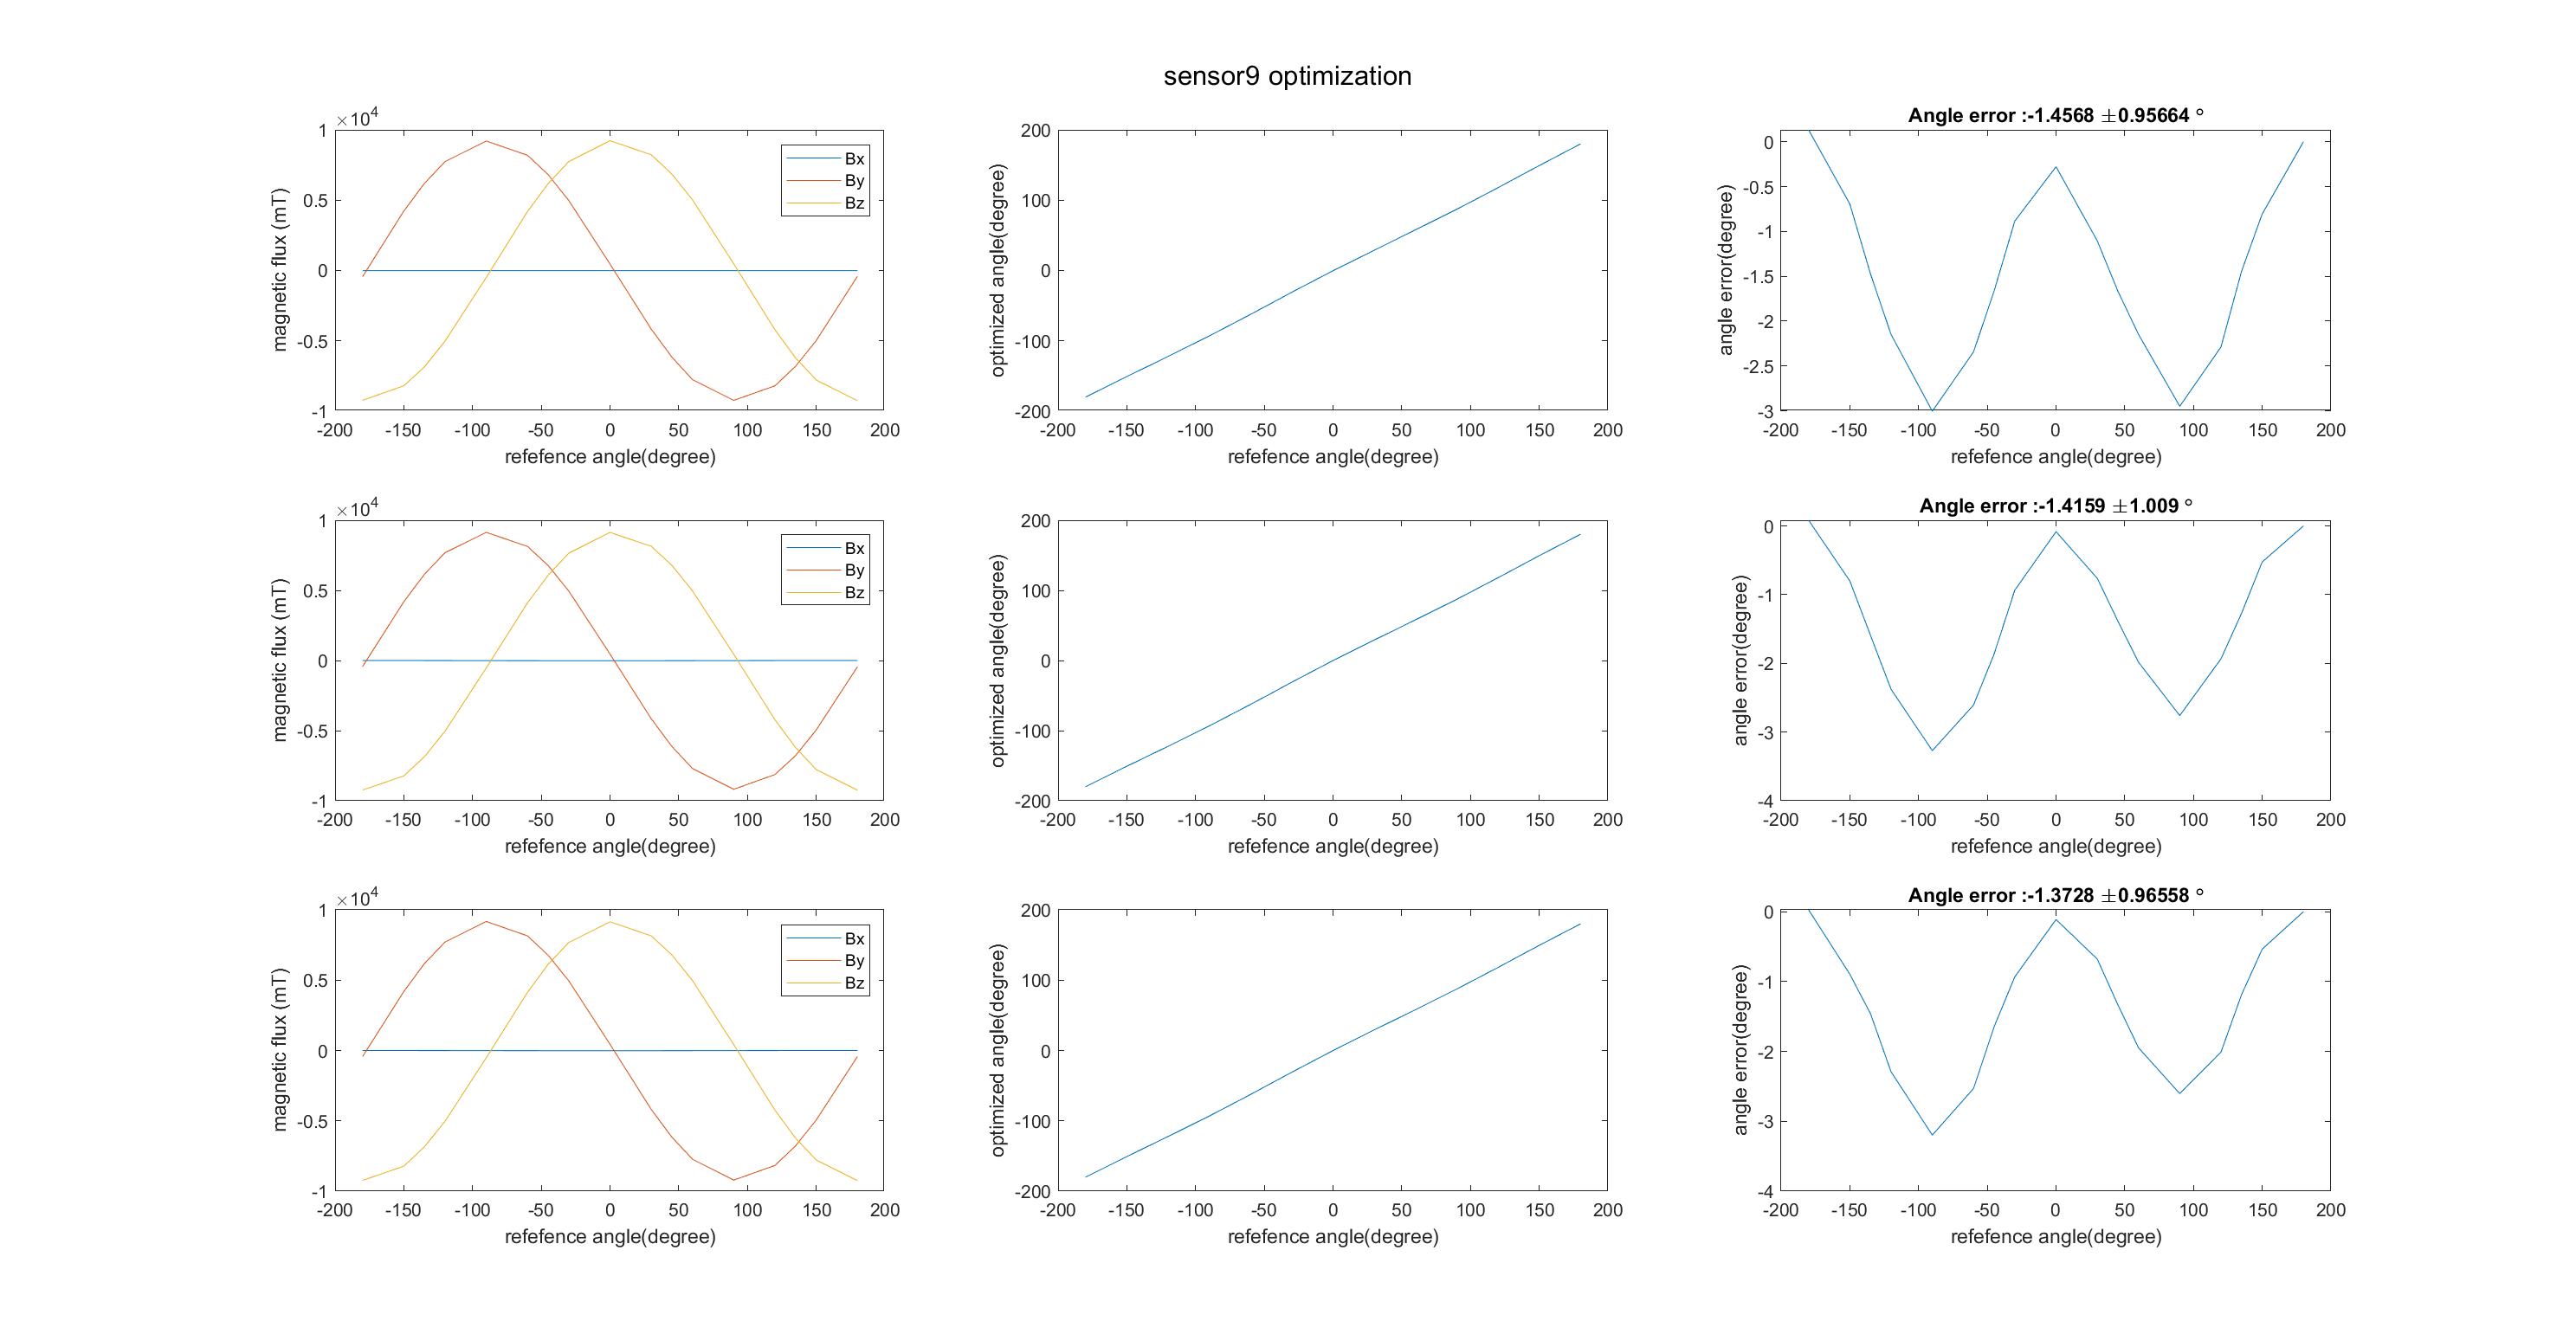 sensor9 optimization
×10⁴
1
0.5
0
-0.5
-1
-200 -150 -100 -50 0 50 100 150 200
magnetic flux (mT)
refefence angle(degree)
Bx
By
Bz
200
100
0
-100
-200
-200 -150 -100 -50 0 50 100 150 200
optimized angle(degree)
refefence angle(degree)
Angle error :-1.4568 ±0.95664 °
0
-0.5
-1
-1.5
-2
-2.5
-3
-200 -150 -100 -50 0 50 100 150 200
angle error(degree)
refefence angle(degree)
×10⁴
1
0.5
0
-0.5
-1
-200 -150 -100 -50 0 50 100 150 200
magnetic flux (mT)
refefence angle(degree)
Bx
By
Bz
200
100
0
-100
-200
-200 -150 -100 -50 0 50 100 150 200
optimized angle(degree)
refefence angle(degree)
Angle error :-1.4159 ±1.009 °
0
-1
-2
-3
-4
-200 -150 -100 -50 0 50 100 150 200
angle error(degree)
refefence angle(degree)
×10⁴
1
0.5
0
-0.5
-1
-200 -150 -100 -50 0 50 100 150 200
magnetic flux (mT)
refefence angle(degree)
Bx
By
Bz
200
100
0
-100
-200
-200 -150 -100 -50 0 50 100 150 200
optimized angle(degree)
refefence angle(degree)
Angle error :-1.3728 ±0.96558 °
0
-1
-2
-3
-4
-200 -150 -100 -50 0 50 100 150 200
angle error(degree)
refefence angle(degree)